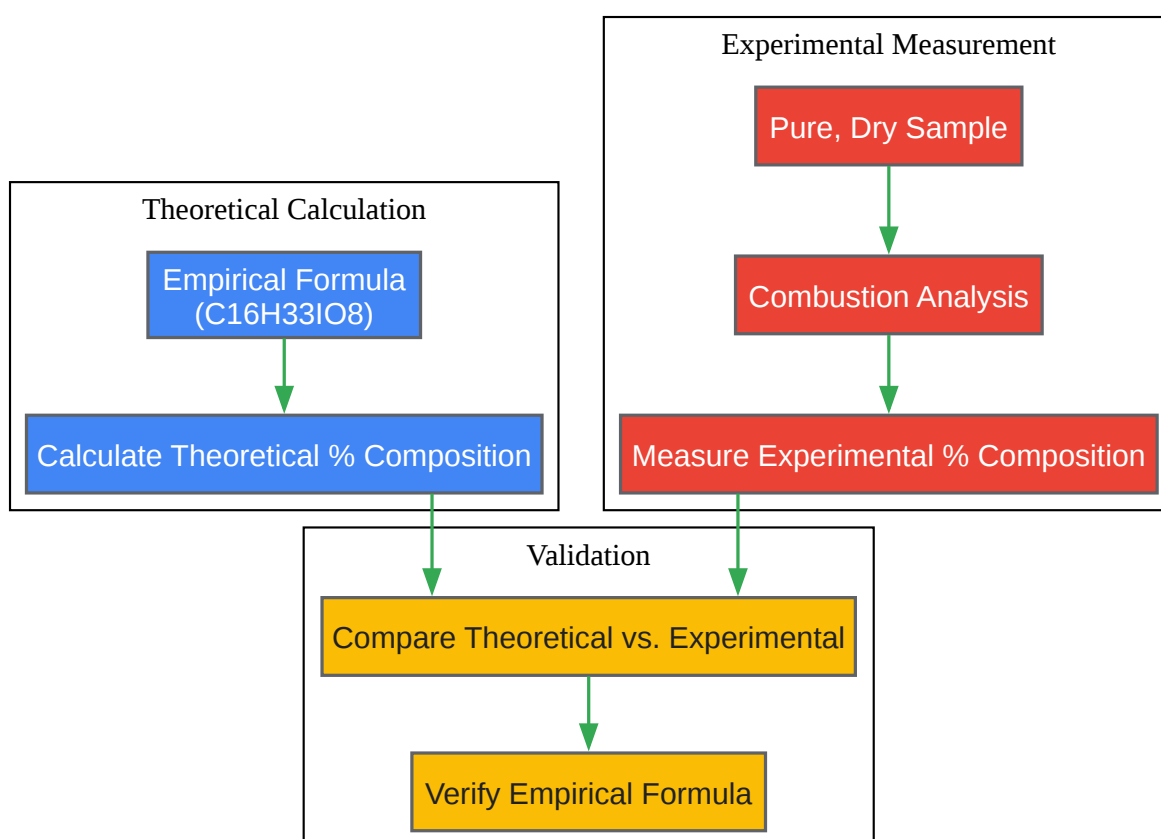 Experimental Measurement
Pure, Dry Sample
Combustion Analysis
Measure Experimental % Composition
Theoretical Calculation
Empirical Formula
(C16H33IO8)
Calculate Theoretical % Composition
Validation
Compare Theoretical vs. Experimental
Verify Empirical Formula